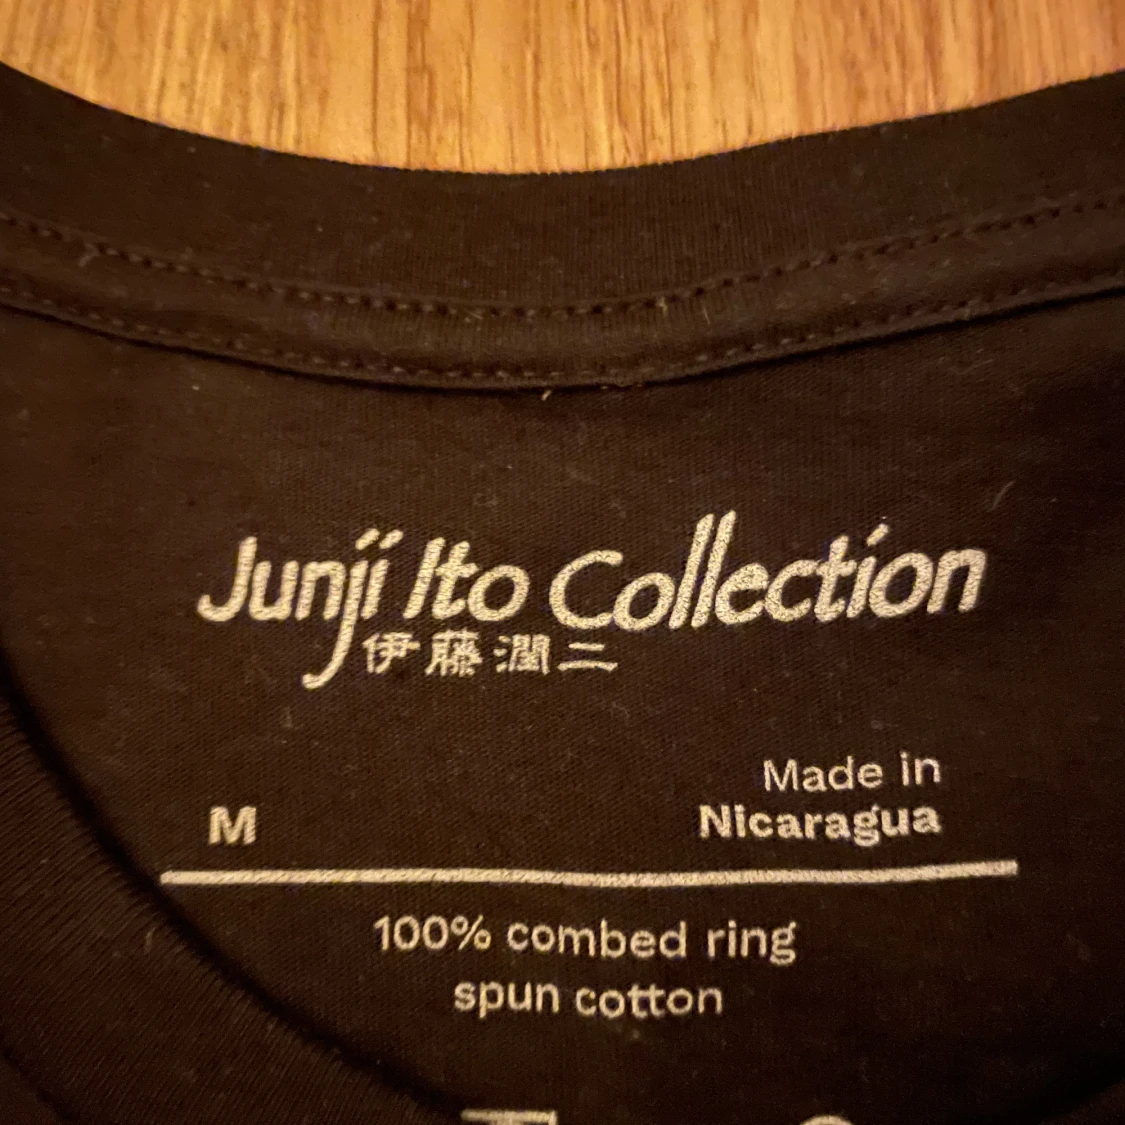 Junji Ito Collection
伊藤潤二
M
Made in
Nicaragua
100% combed ring
spun cotton